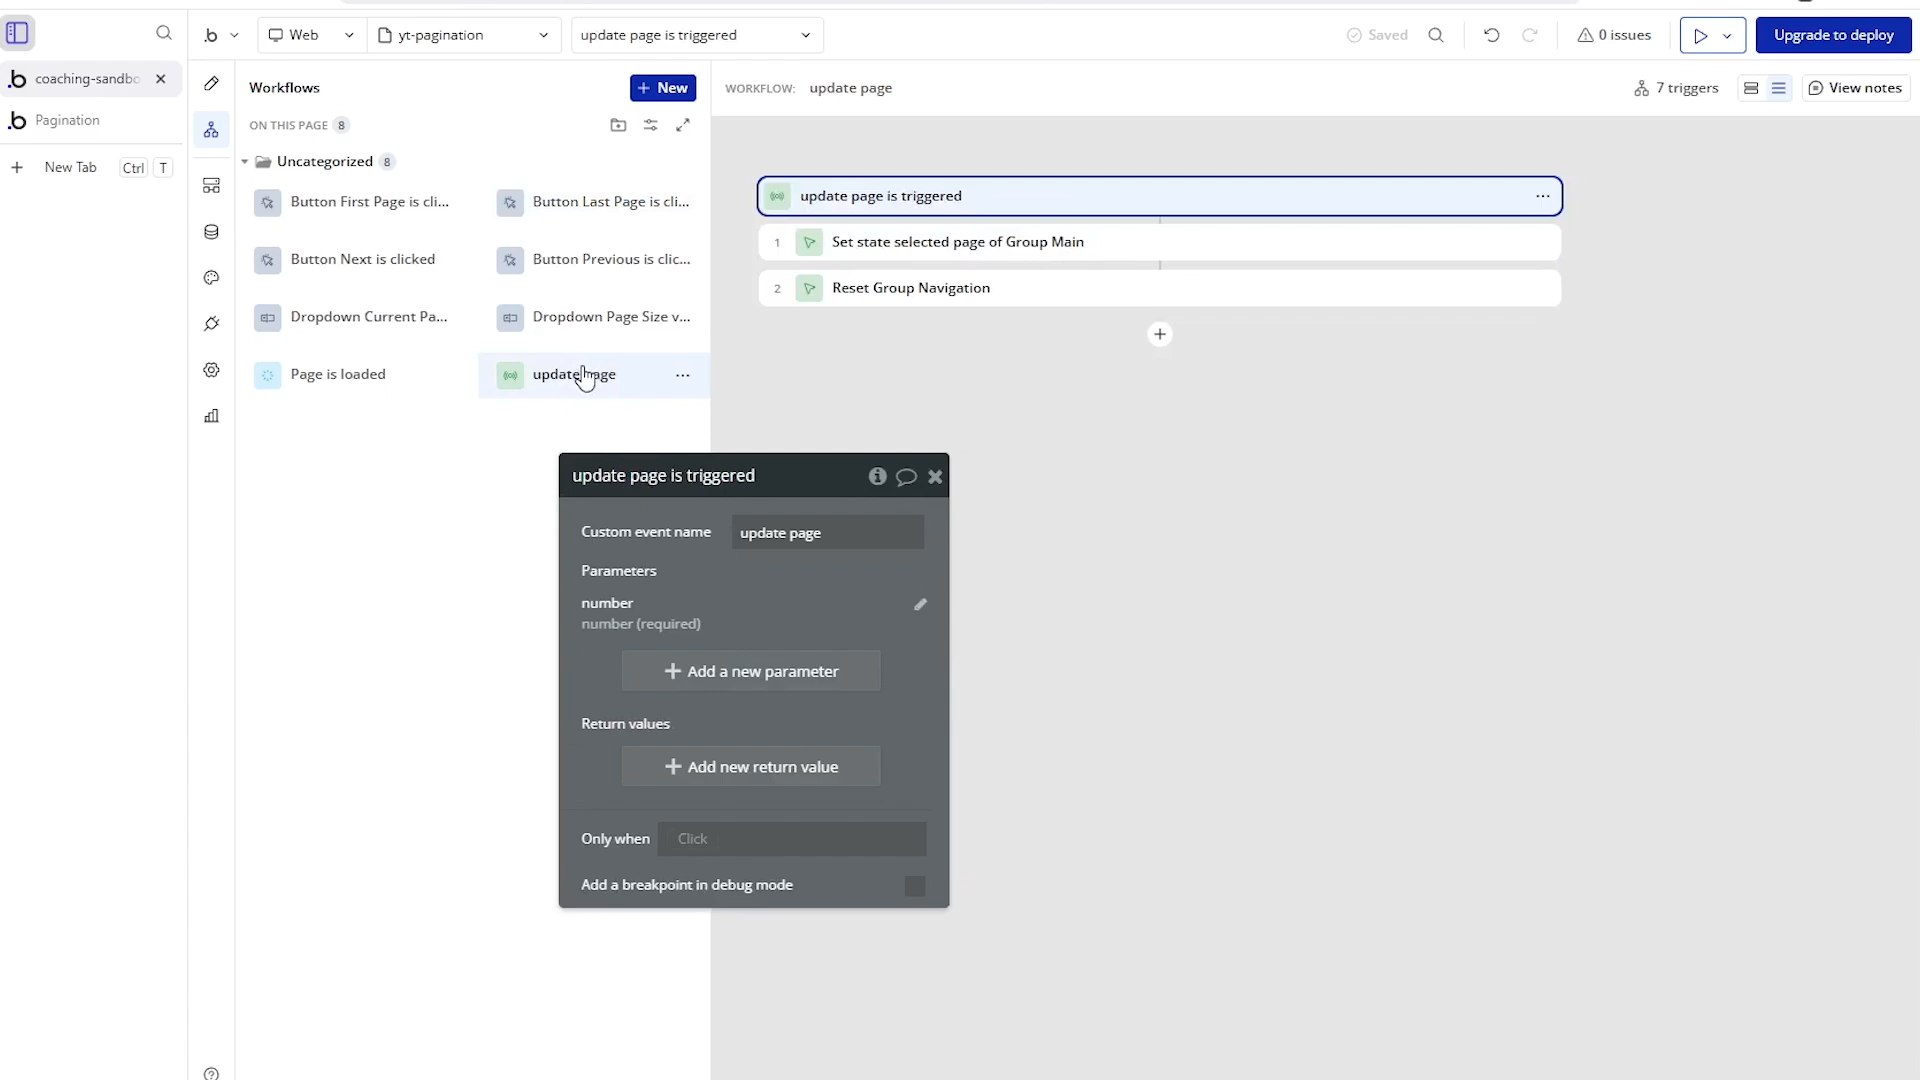 coaching-sandbo
Pagination
New Tab
Ctrl
T
Web
yt-pagination
update page is triggered
Saved
0 issues
Upgrade to deploy
Workflows
New
ON THIS PAGE 8
Uncategorized 8
Button First Page is cli...
Button Last Page is cli...
Button Next is clicked
Button Previous is clic...
Dropdown Current Pa...
Dropdown Page Size v...
Page is loaded
update page
WORKFLOW: update page
7 triggers
View notes
update page is triggered
1 Set state selected page of Group Main
2 Reset Group Navigation
update page is triggered
Custom event name update page
Parameters
number
number (required)
Add a new parameter
Return values
Add new return value
Only when Click
Add a breakpoint in debug mode